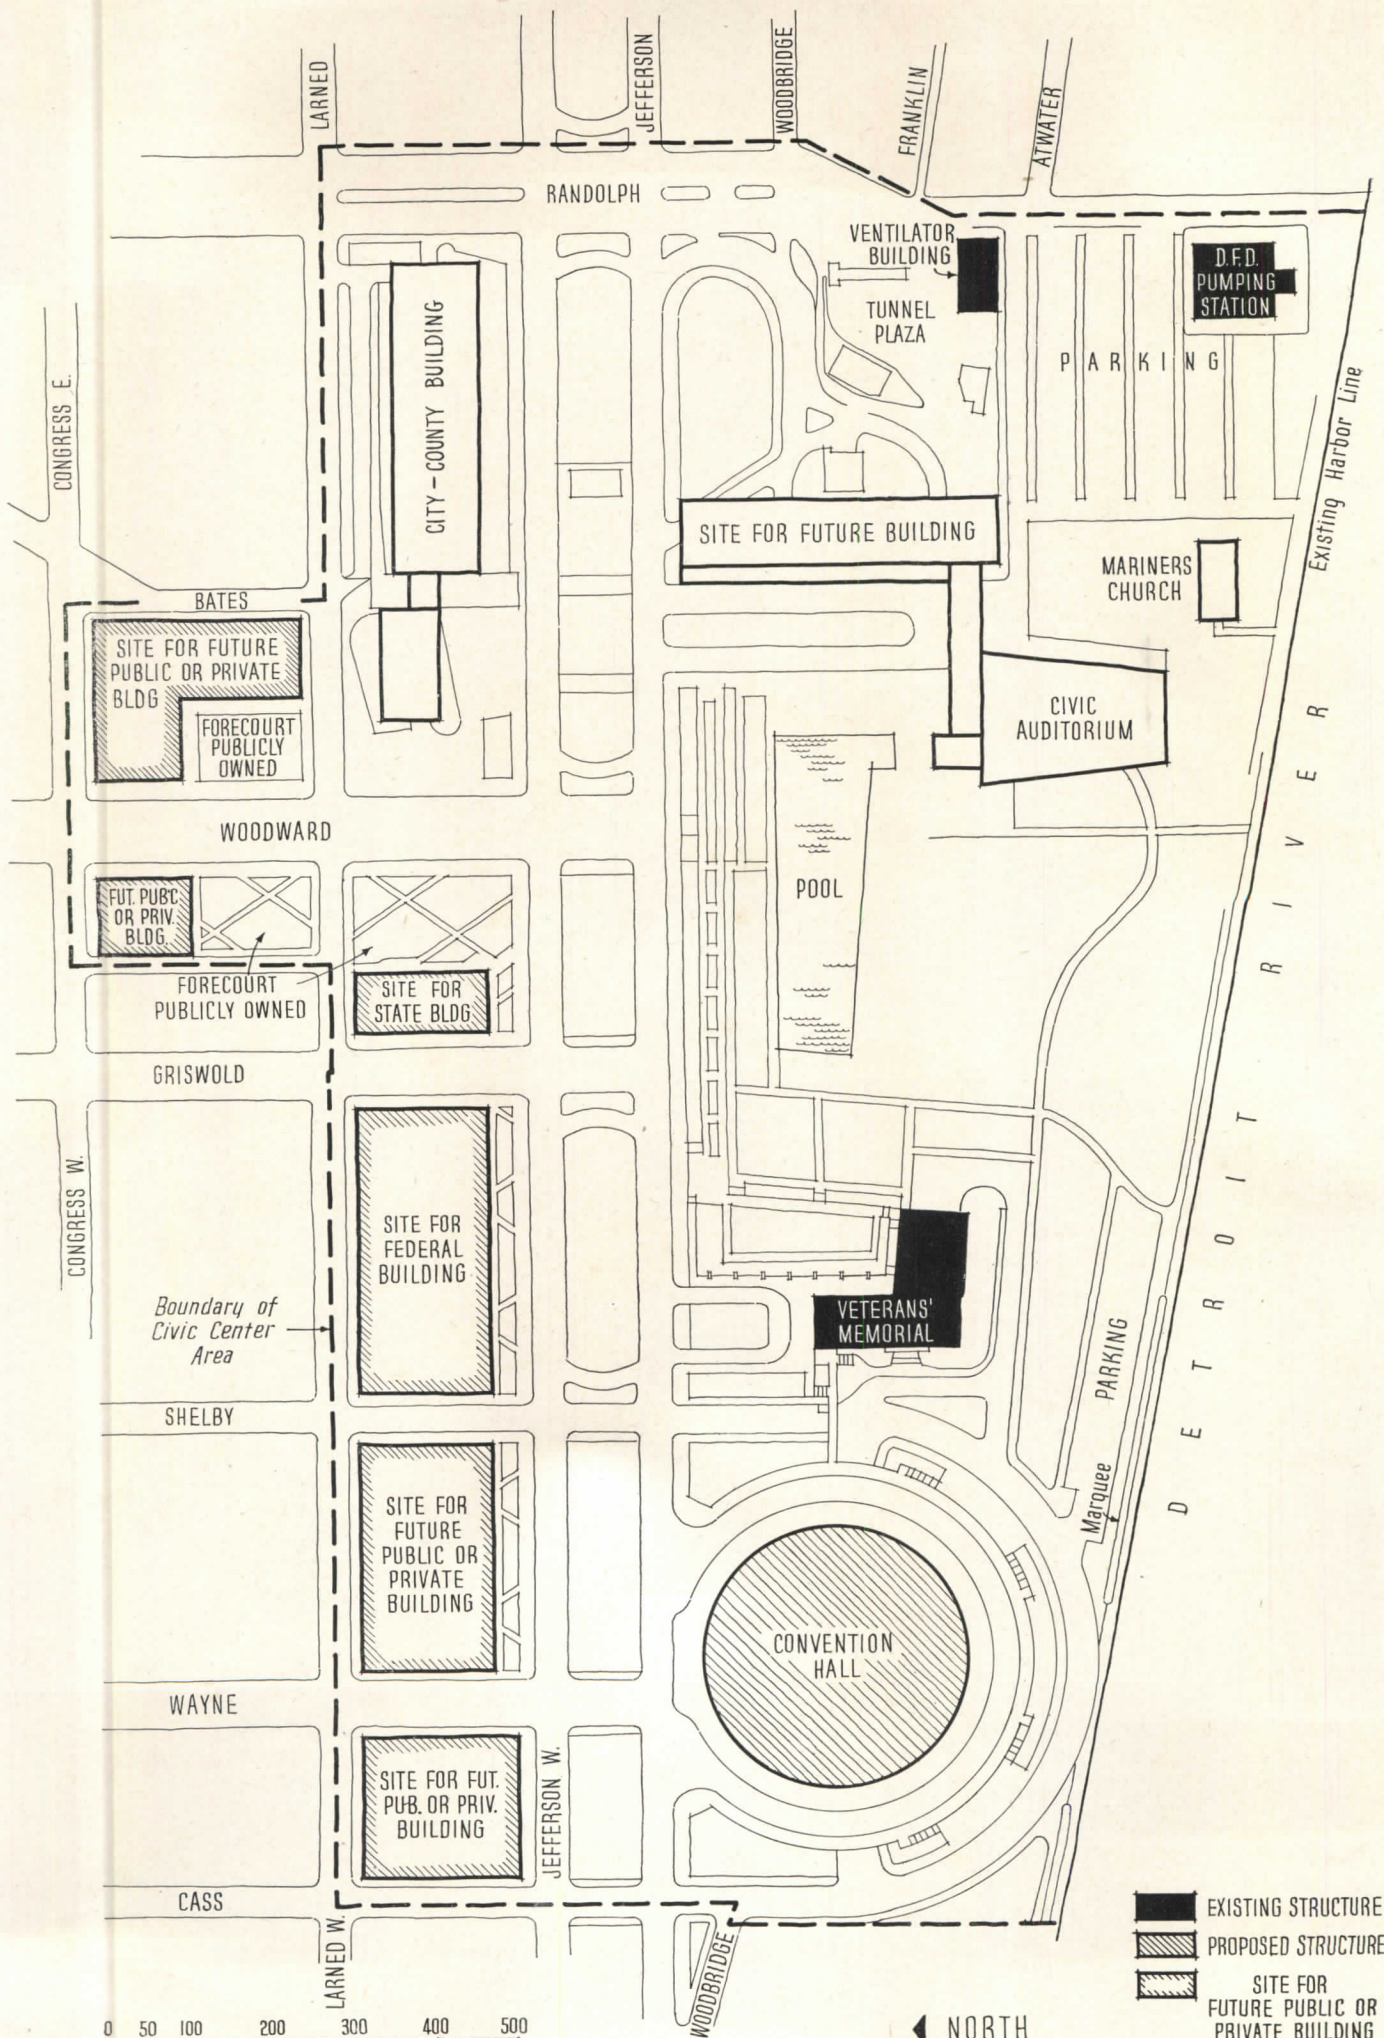 LARNED
JEFFERSON
WOODBRIDGE
FRANKLIN
ATWATER
RANDOLPH
VENTILATOR
BUILDING
TUNNEL
PLAZA
D.F.D.
PUMPING
STATION
PARKING
CONGRESS E.
CITY-COUNTY BUILDING
Existing Harbor Line
SITE FOR FUTURE BUILDING
MARINERS
CHURCH
BATES
SITE FOR FUTURE
PUBLIC OR PRIVATE
BLDG
FORECOURT
PUBLICLY
OWNED
CIVIC
AUDITORIUM
WOODWARD
POOL
FUT. PUB'C
OR PRIV.
BLDG.
FORECOURT
PUBLICLY OWNED
SITE FOR
STATE BLDG
DETROIT RIVER
GRISWOLD
CONGRESS W.
SITE FOR
FEDERAL
BUILDING
Boundary of
Civic Center
Area
VETERANS'
MEMORIAL
PARKING
SHELBY
Marquee
SITE FOR
FUTURE
PUBLIC OR
PRIVATE
BUILDING
CONVENTION
HALL
WAYNE
SITE FOR FUT.
PUB. OR PRIV.
BUILDING
JEFFERSON W.
CASS
LARNED W.
WOODBRIDGE
EXISTING STRUCTURE
PROPOSED STRUCTURE
SITE FOR
FUTURE PUBLIC OR
PRIVATE BUILDING
0 50 100 200 300 400 500
NORTH